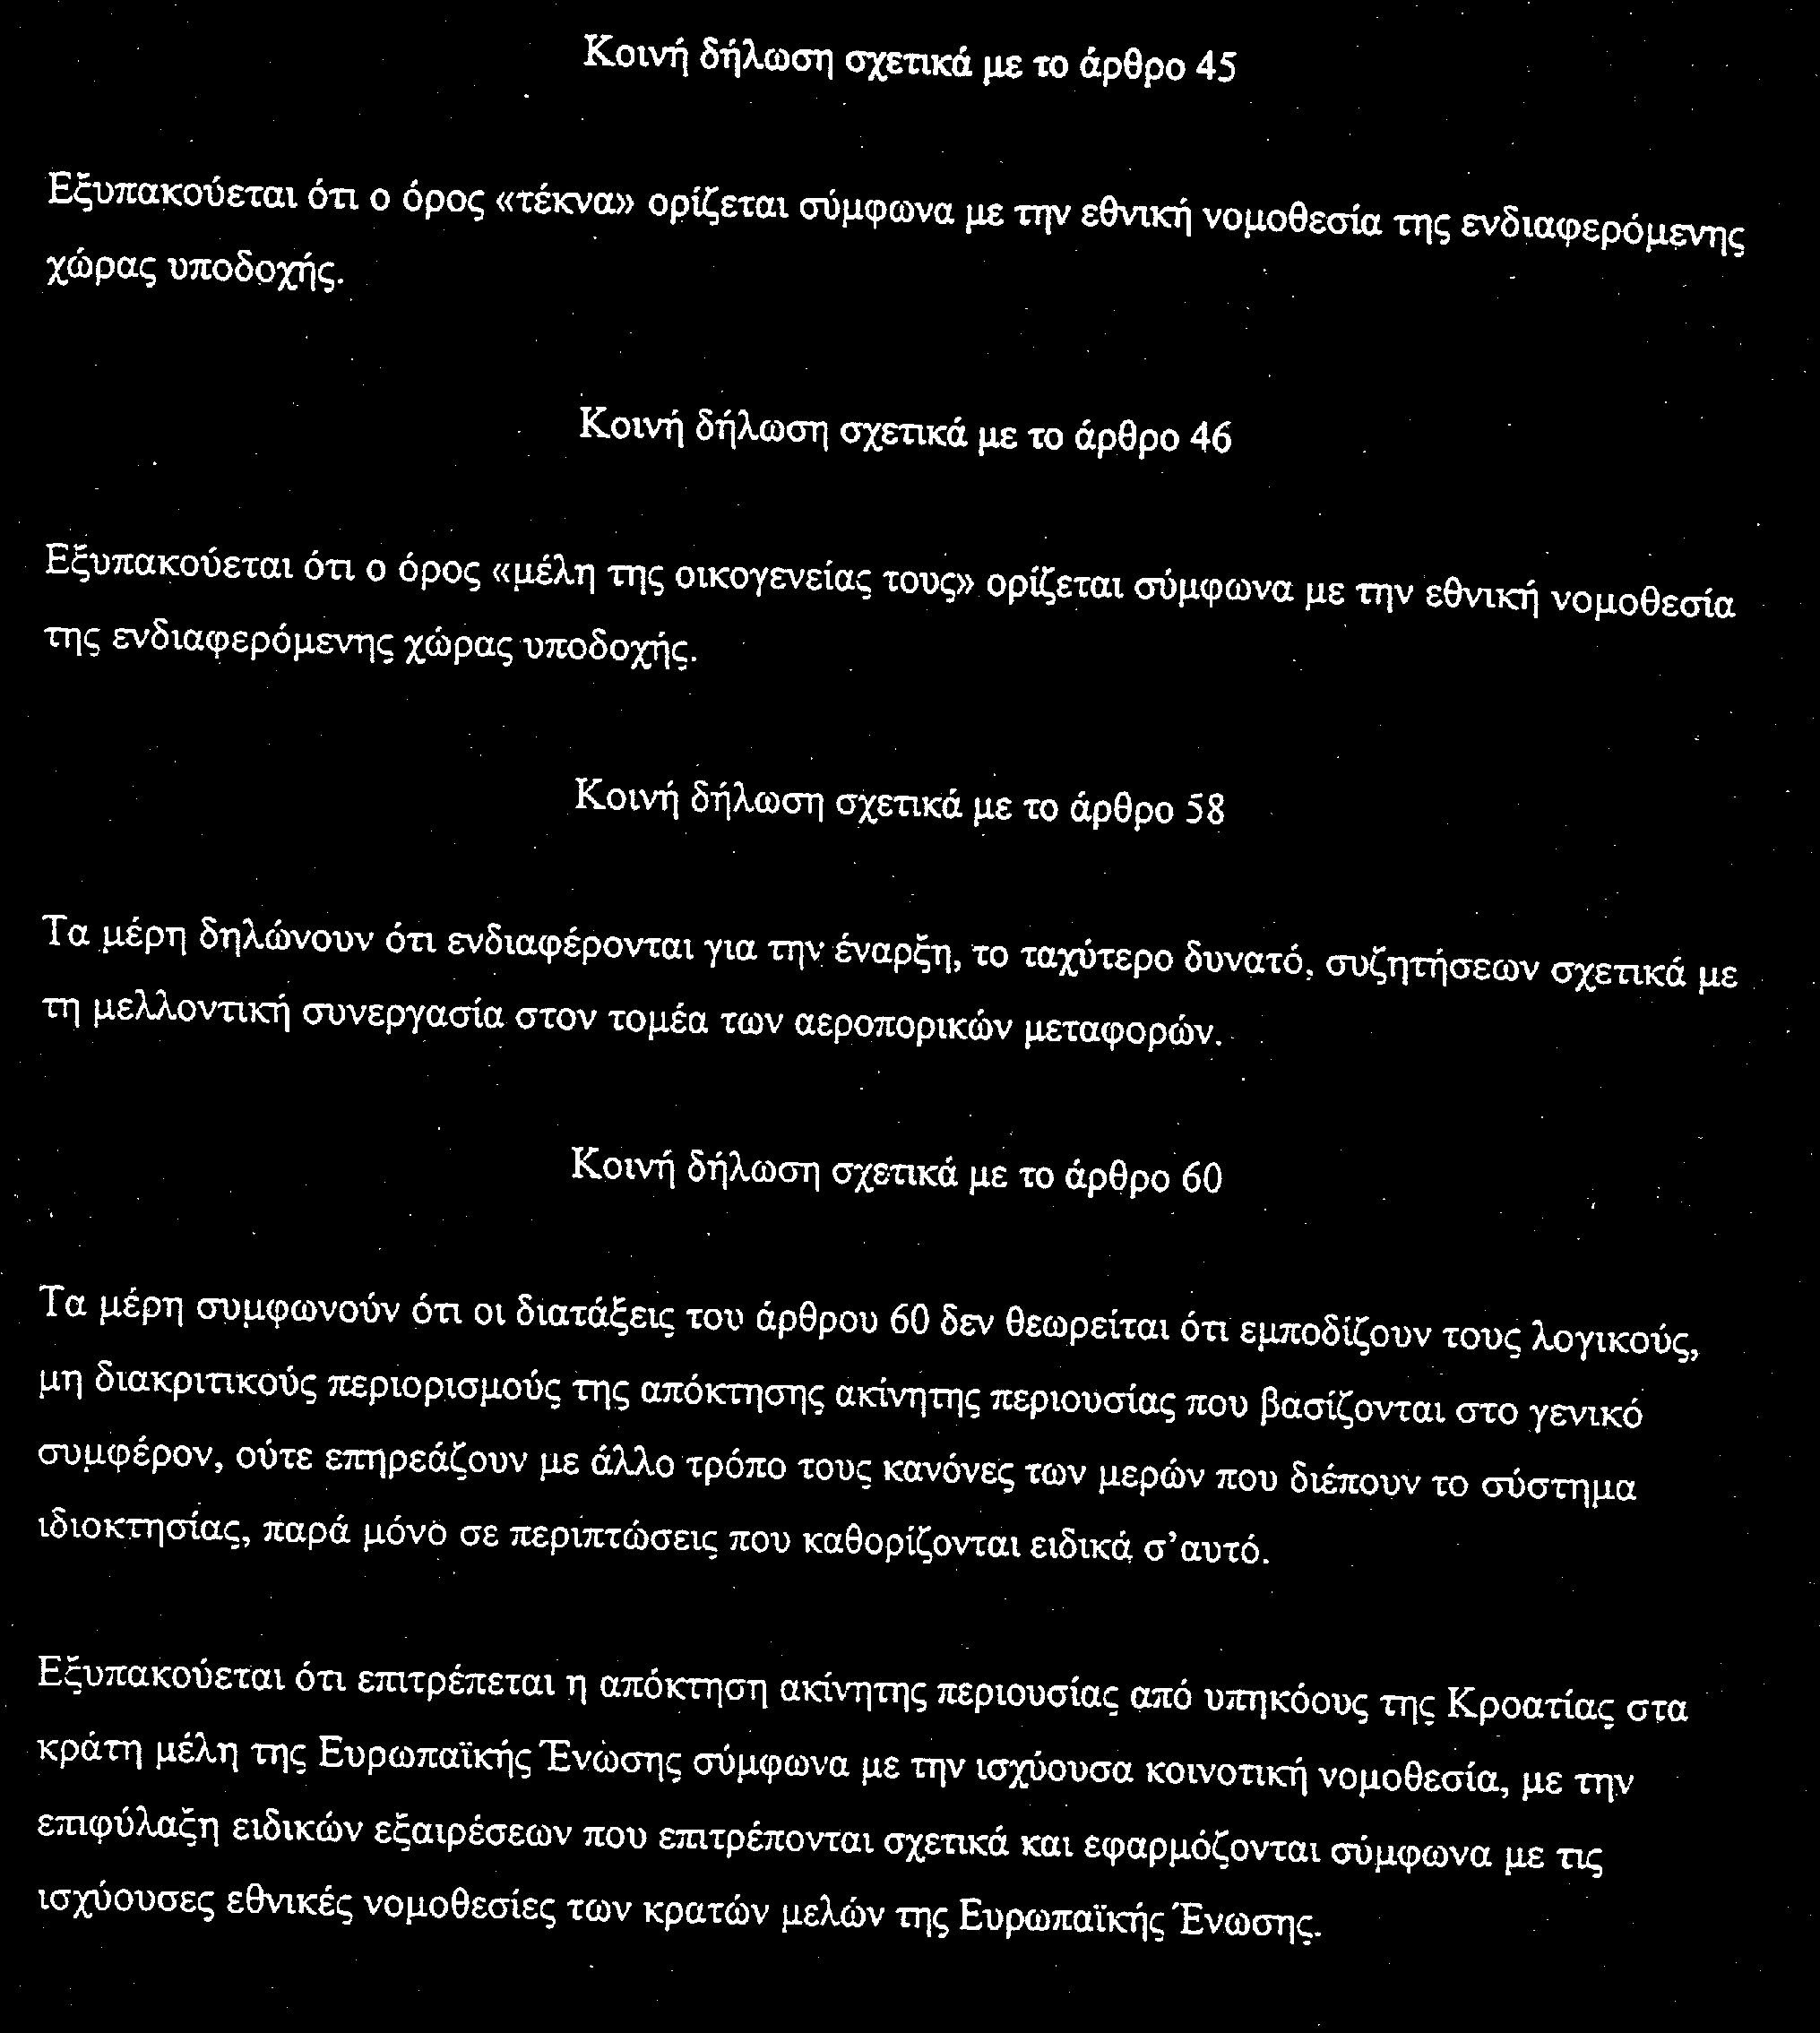 Κοινή δήλωση σχετικά με το άρθρο 45
Εξυπακούεται ότι ο όρος «τέκνα» ορίζεται σύμφωνα με την εθνική νομοθεσία της ενδιαφερόμενης
χώρας υποδοχής.
Κοινή δήλωση σχετικά με το άρθρο 46
Εξυπακούεται ότι ο όρος «μέλη της οικογενείας τους» ορίζεται σύμφωνα με την εθνική νομοθεσία
της ενδιαφερόμενης χώρας υποδοχής.
Κοινή δήλωση σχετικά με το άρθρο 58
Τα μέρη δηλώνουν ότι ενδιαφέρονται για την έναρξη, το ταχύτερο δυνατό, συζητήσεων σχετικά με
τη μελλοντική συνεργασία στον τομέα των αεροπορικών μεταφορών.
Κοινή δήλωση σχετικά με το άρθρο 60
Τα μέρη συμφωνούν ότι οι διατάξεις του άρθρου 60 δεν θεωρείται ότι εμποδίζουν τους λογικούς,
μη διακριτικούς περιορισμούς της απόκτησης ακίνητης περιουσίας που βασίζονται στο γενικό
συμφέρον, ούτε επηρεάζουν με άλλο τρόπο τους κανόνες των μερών που διέπουν το σύστημα
ιδιοκτησίας, παρά μόνο σε περιπτώσεις που καθορίζονται ειδικά σ’αυτό.
Εξυπακούεται ότι επιτρέπεται η απόκτηση ακίνητης περιουσίας από υπηκόους της Κροατίας στα
κράτη μέλη της Ευρωπαϊκής Ένωσης σύμφωνα με την ισχύουσα κοινοτική νομοθεσία, με την
επιφύλαξη ειδικών εξαιρέσεων που επιτρέπονται σχετικά και εφαρμόζονται σύμφωνα με τις
ισχύουσες εθνικές νομοθεσίες των κρατών μελών της Ευρωπαϊκής Ένωσης.